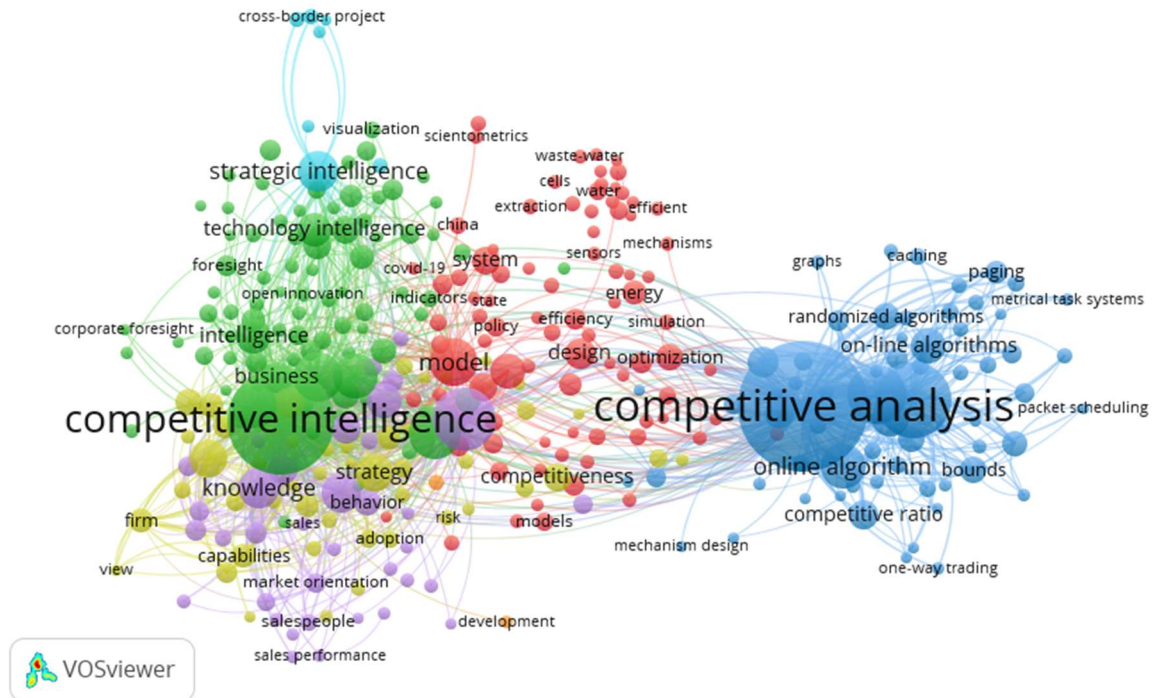 cross-border project
visualization
scientometrics
waste-water
strategic intelligence
cells
water
extraction
efficient
technology intelligence
china
mechanisms
sensors
caching
graphs
foresight
covid-19
system
paging
open innovation
indicators
state
energy
metrical task systems
corporate foresight
intelligence
policy
efficiency
simulation
randomized algorithms
on-line algorithms
model
design
optimization
business
competitive intelligence
competitive analysis
packet scheduling
strategy
competitiveness
online algorithm
bounds
knowledge
behavior
firm
sales
risk
models
competitive ratio
adoption
mechanism design
capabilities
view
market orientation
one-way trading
salespeople
development
sales performance
VOSviewer